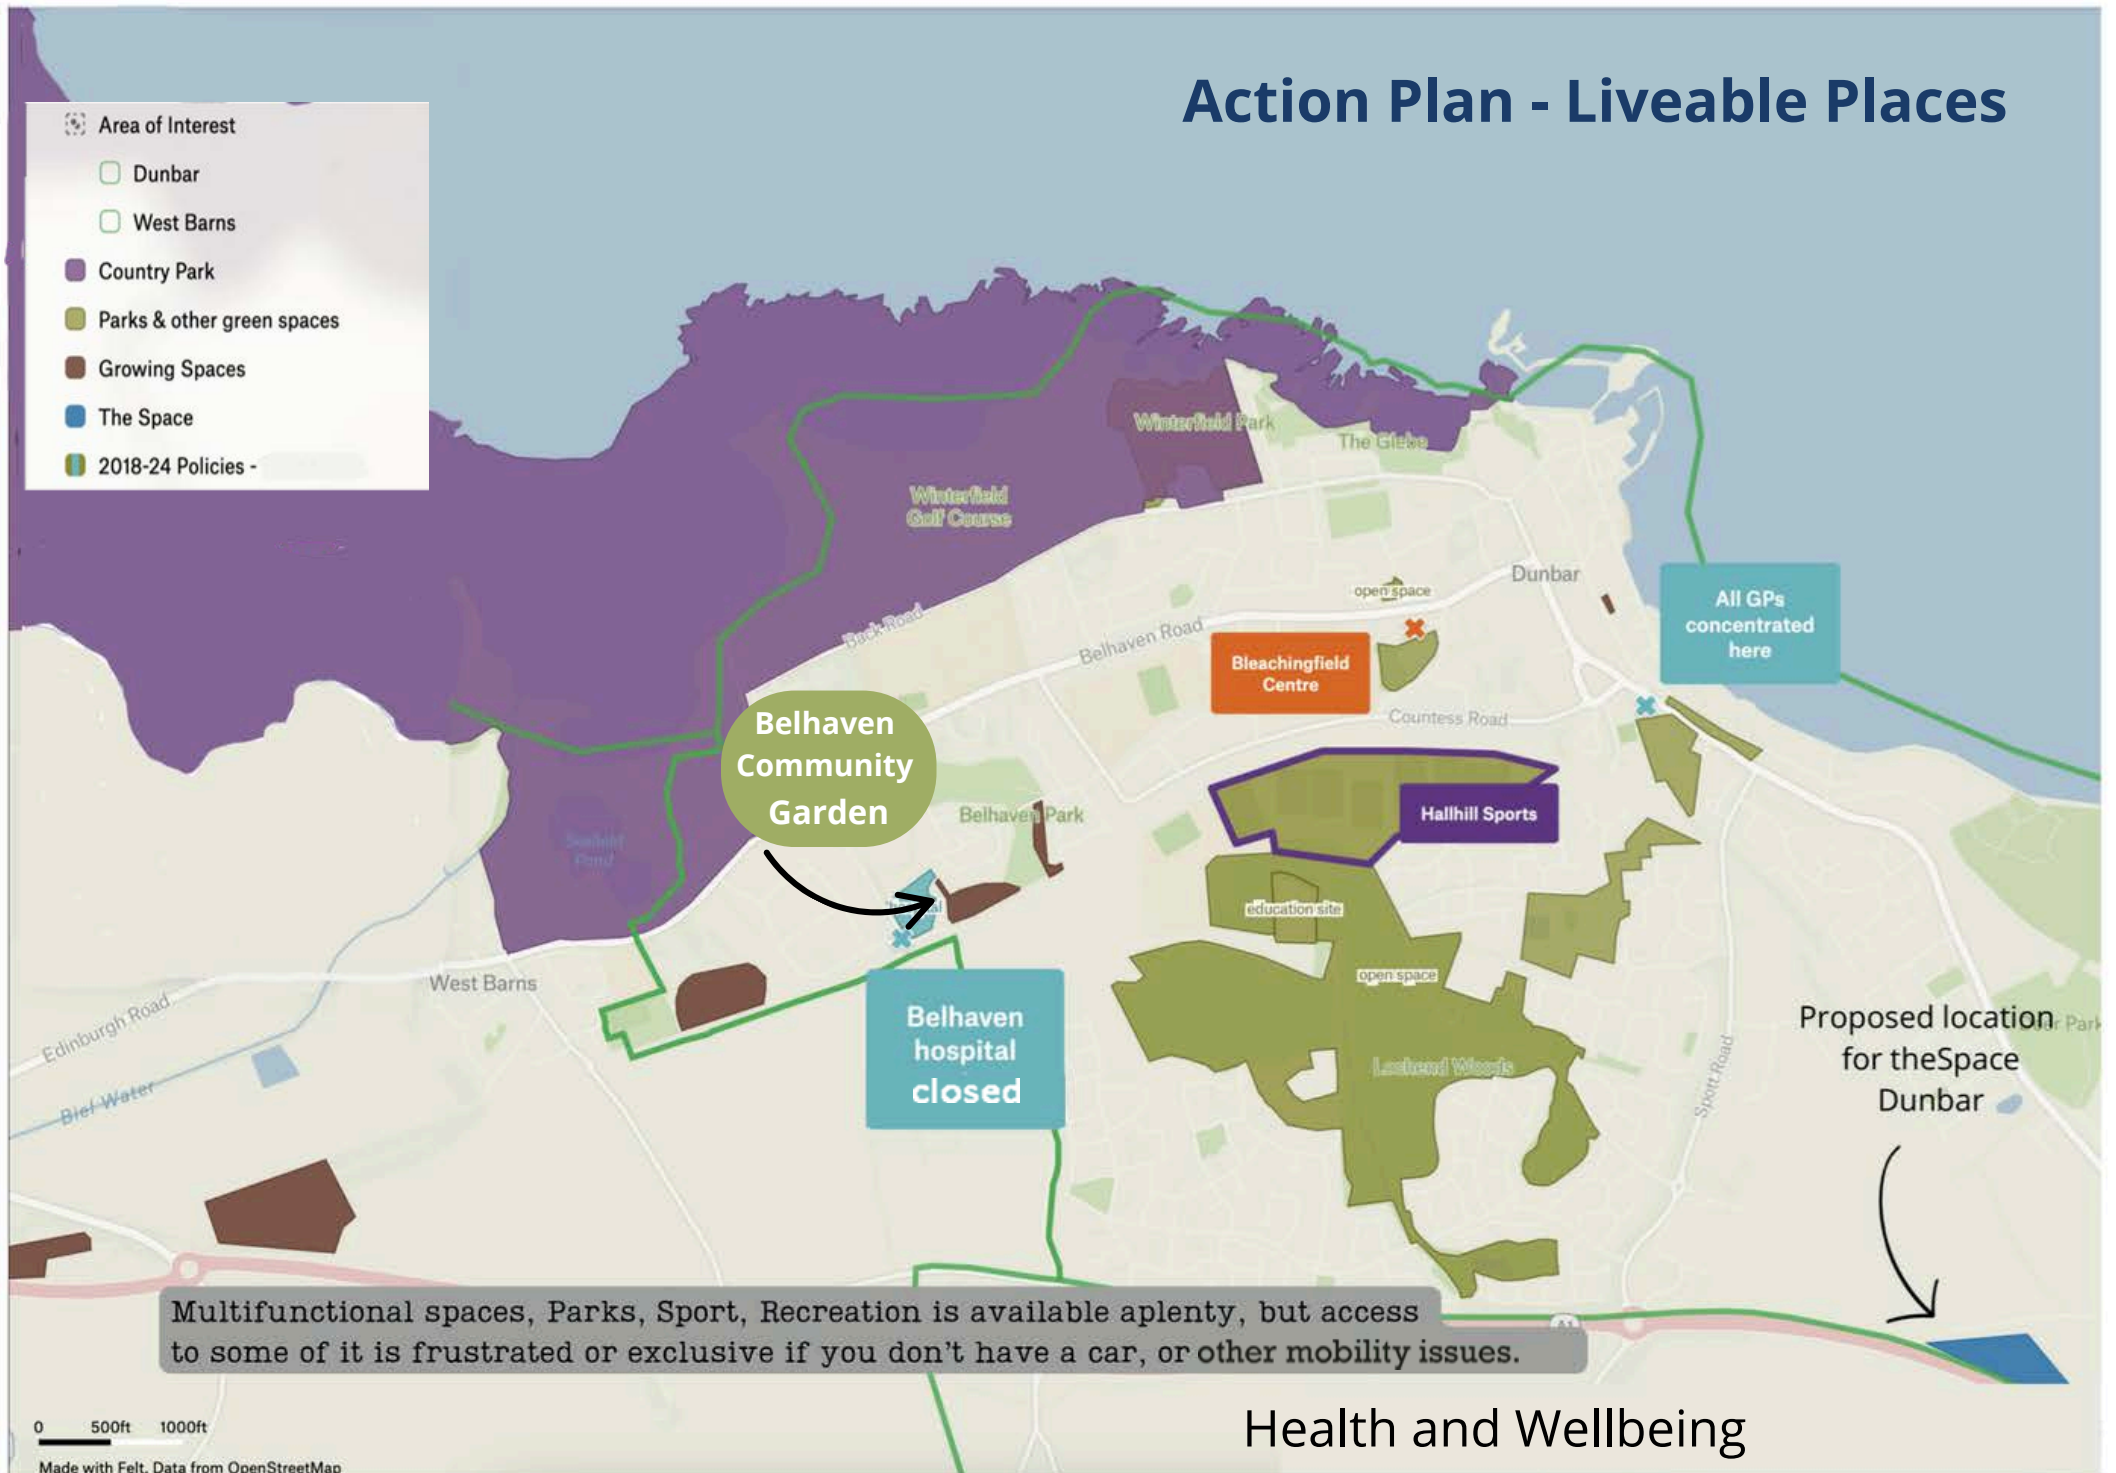 Action Plan - Liveable Places
Area of Interest
Dunbar
West Barns
Country Park
Parks & other green spaces
Growing Spaces
The Space
2018-24 Policies -
Winterfield Park
The Glebe
Winterfield
Golf Course
Back Road
Belhaven Road
open space
Dunbar
All GPs
concentrated
here
Bleachingfield
Centre
Countess Road
Belhaven
Community
Garden
Belhaven Park
Hallhill Sports
education site
open space
Lochend Woods
West Barns
Edinburgh Road
Biel Water
Belhaven
hospital
closed
Spott Road
Proposed location
for theSpace
Dunbar
Park
A1
Multifunctional spaces, Parks, Sport, Recreation is available aplenty, but access
to some of it is frustrated or exclusive if you don't have a car, or other mobility issues.
0 500ft 1000ft
Made with Felt. Data from OpenStreetMap
Health and Wellbeing